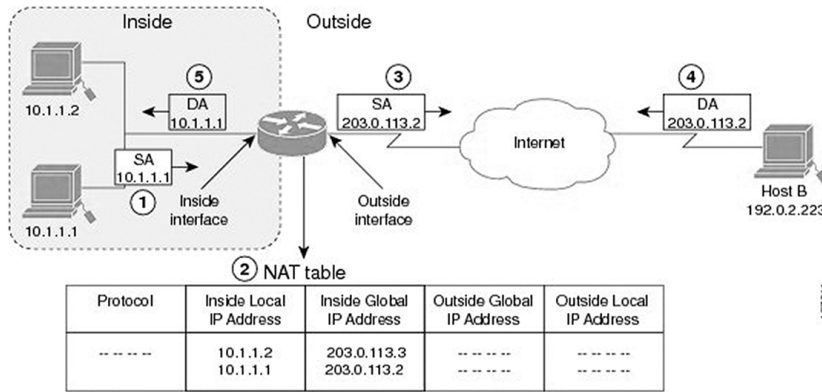 Inside
Outside
10.1.1.2
5
DA
10.1.1.1
3
SA
203.0.113.2
4
DA
203.0.113.2
Internet
SA
10.1.1.1
1
10.1.1.1
Inside
interface
Outside
interface
Host B
192.0.2.223
2 NAT table
Protocol
Inside Local
IP Address
Inside Global
IP Address
Outside Global
IP Address
Outside Local
IP Address
-- -- -- --
10.1.1.2
10.1.1.1
203.0.113.3
203.0.113.2
-- -- -- --
-- -- -- --
-- -- -- --
-- -- -- --